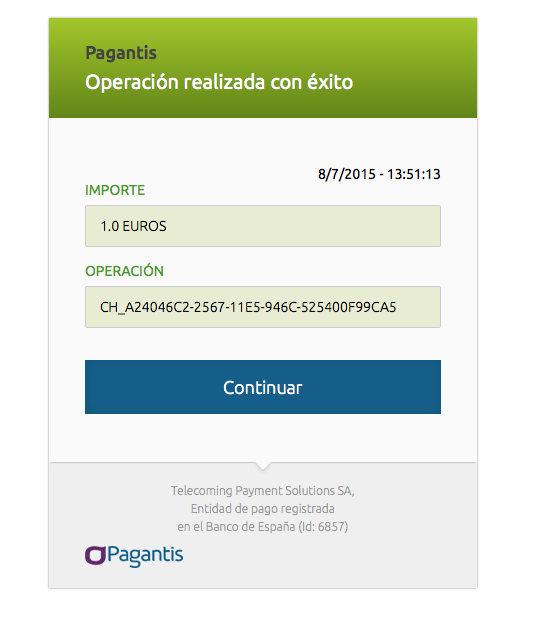 Pagantis
Operación realizada con éxito
8/7/2015 - 13:51:13
IMPORTE
1.0 EUROS
OPERACIÓN
CH_A24046C2-2567-11E5-946C-525400F99CA5
Continuar
Telecoming Payment Solutions SA,
Entidad de pago registrada
en el Banco de España (Id: 6857)
Pagantis